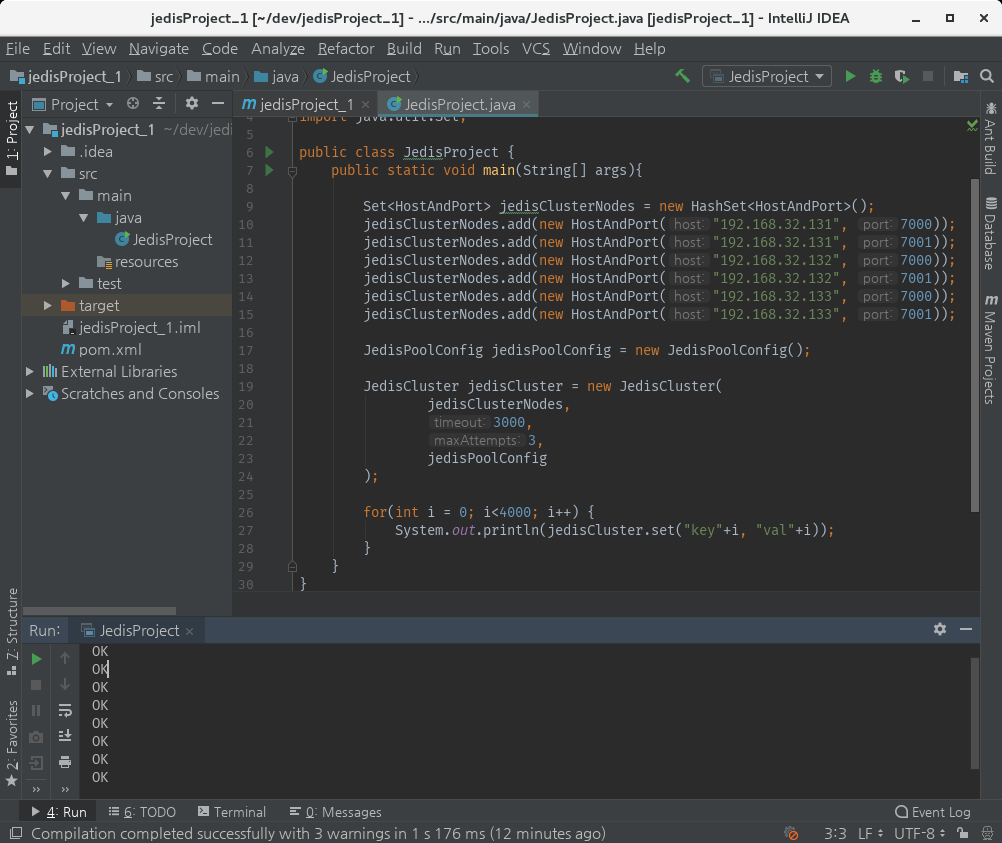 jedisProject_1 [~/dev/jedisProject_1] - .../src/main/java/JedisProject.java [jedisProject_1] - IntelliJ IDEA
File Edit View Navigate Code Analyze Refactor Build Run Tools VCS Window Help
jedisProject_1 src main java JedisProject JedisProject
1: Project
Project
jedisProject_1 ~/dev/jedi
.idea
src
main
java
JedisProject
resources
test
target
jedisProject_1.iml
pom.xml
External Libraries
Scratches and Consoles
jedisProject_1 JedisProject.java
4 import java.util.Set;
5
6 public class JedisProject {
7 public static void main(String[] args){
8
9 Set<HostAndPort> jedisClusterNodes = new HashSet<HostAndPort>();
10 jedisClusterNodes.add(new HostAndPort( host: "192.168.32.131", port: 7000));
11 jedisClusterNodes.add(new HostAndPort( host: "192.168.32.131", port: 7001));
12 jedisClusterNodes.add(new HostAndPort( host: "192.168.32.132", port: 7000));
13 jedisClusterNodes.add(new HostAndPort( host: "192.168.32.132", port: 7001));
14 jedisClusterNodes.add(new HostAndPort( host: "192.168.32.133", port: 7000));
15 jedisClusterNodes.add(new HostAndPort( host: "192.168.32.133", port: 7001));
16
17 JedisPoolConfig jedisPoolConfig = new JedisPoolConfig();
18
19 JedisCluster jedisCluster = new JedisCluster(
20 jedisClusterNodes,
21 timeout: 3000,
22 maxAttempts: 3,
23 jedisPoolConfig
24 );
25
26 for(int i = 0; i<4000; i++) {
27 System.out.println(jedisCluster.set("key"+i, "val"+i));
28 }
29 }
30 }
Ant Build
Database
Maven Projects
Z: Structure
2: Favorites
Run: JedisProject
OK
OK
OK
OK
OK
OK
OK
OK
4: Run 6: TODO Terminal 0: Messages Event Log
Compilation completed successfully with 3 warnings in 1 s 176 ms (12 minutes ago) 3:3 LF UTF-8